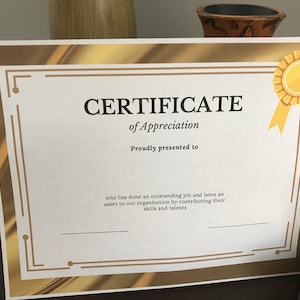 CERTIFICATE
of Appreciation
Proudly presented to
who has done an outstanding job and been an
asset to our organization by contributing their
skills and talents